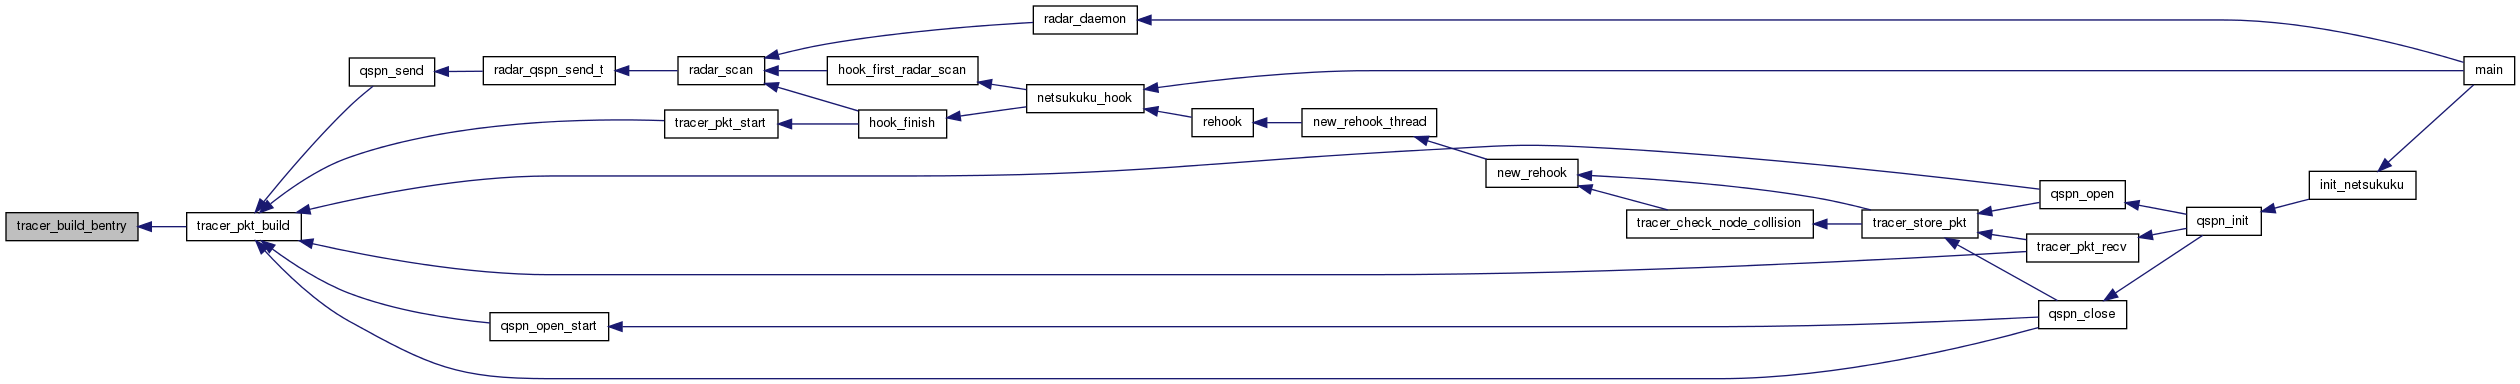 radar_daemon
qspn_send
radar_qspn_send_t
radar_scan
hook_first_radar_scan
main
netsukuku_hook
tracer_pkt_start
hook_finish
rehook
new_rehook_thread
new_rehook
init_netsukuku
qspn_open
tracer_build_bentry
tracer_pkt_build
tracer_check_node_collision
tracer_store_pkt
qspn_init
tracer_pkt_recv
qspn_open_start
qspn_close